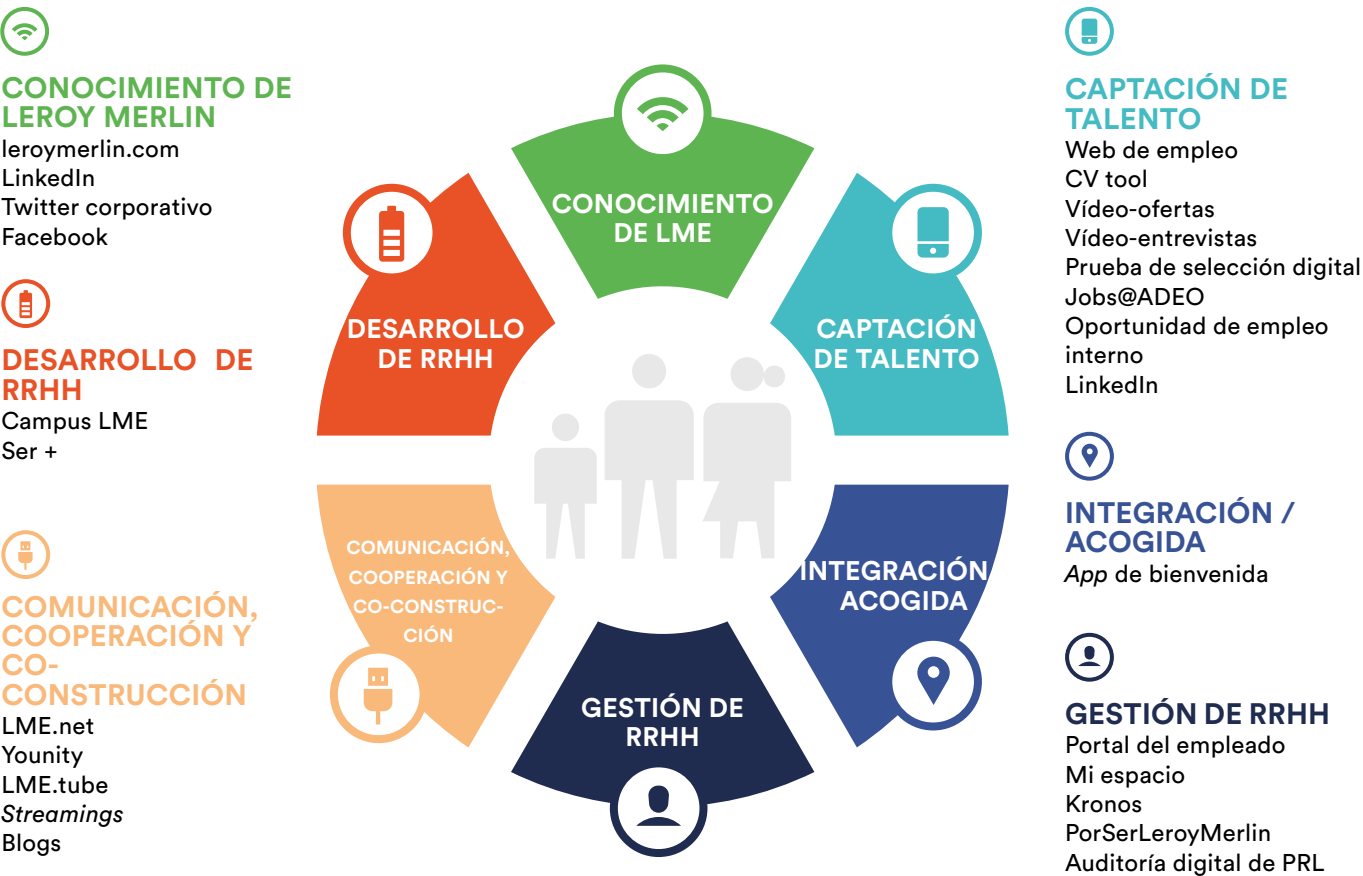 CONOCIMIENTO DE
LEROY MERLIN
leroymerlin.com
LinkedIn
Twitter corporativo
Facebook
DESARROLLO DE
RRHH
Campus LME
Ser +
COMUNICACIÓN,
COOPERACIÓN Y
CO-
CONSTRUCCIÓN
LME.net
Younity
LME.tube
Streamings
Blogs
CONOCIMIENTO
DE LME
DESARROLLO
DE RRHH
CAPTACIÓN
DE TALENTO
COMUNICACIÓN,
COOPERACIÓN Y
CO-CONSTRUC-
CIÓN
INTEGRACIÓN
ACOGIDA
GESTIÓN DE
RRHH
CAPTACIÓN DE
TALENTO
Web de empleo
CV tool
Vídeo-ofertas
Vídeo-entrevistas
Prueba de selección digital
Jobs@ADEO
Oportunidad de empleo
interno
LinkedIn
INTEGRACIÓN /
ACOGIDA
App de bienvenida
GESTIÓN DE RRHH
Portal del empleado
Mi espacio
Kronos
PorSerLeroyMerlin
Auditoría digital de PRL